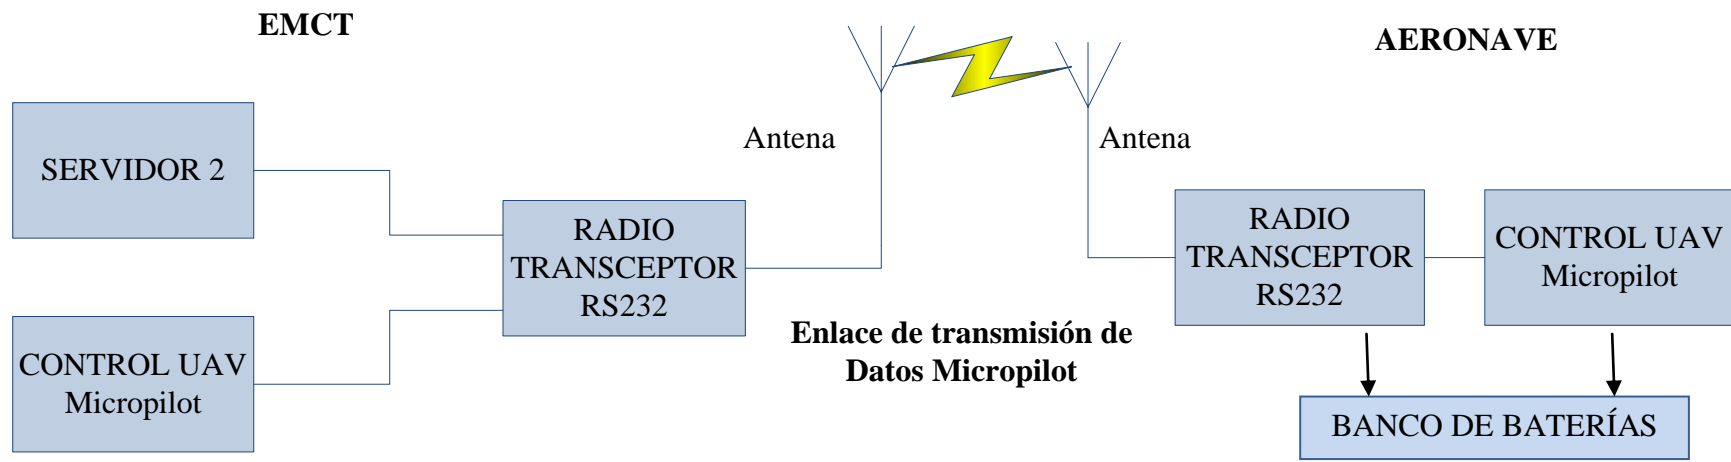 EMCT
AERONAVE
Antena
Antena
SERVIDOR 2
RADIO
TRANSCEPTOR
RS232
RADIO
TRANSCEPTOR
RS232
CONTROL UAV
Micropilot
Enlace de transmisión de
Datos Micropilot
CONTROL UAV
Micropilot
BANCO DE BATERÍAS